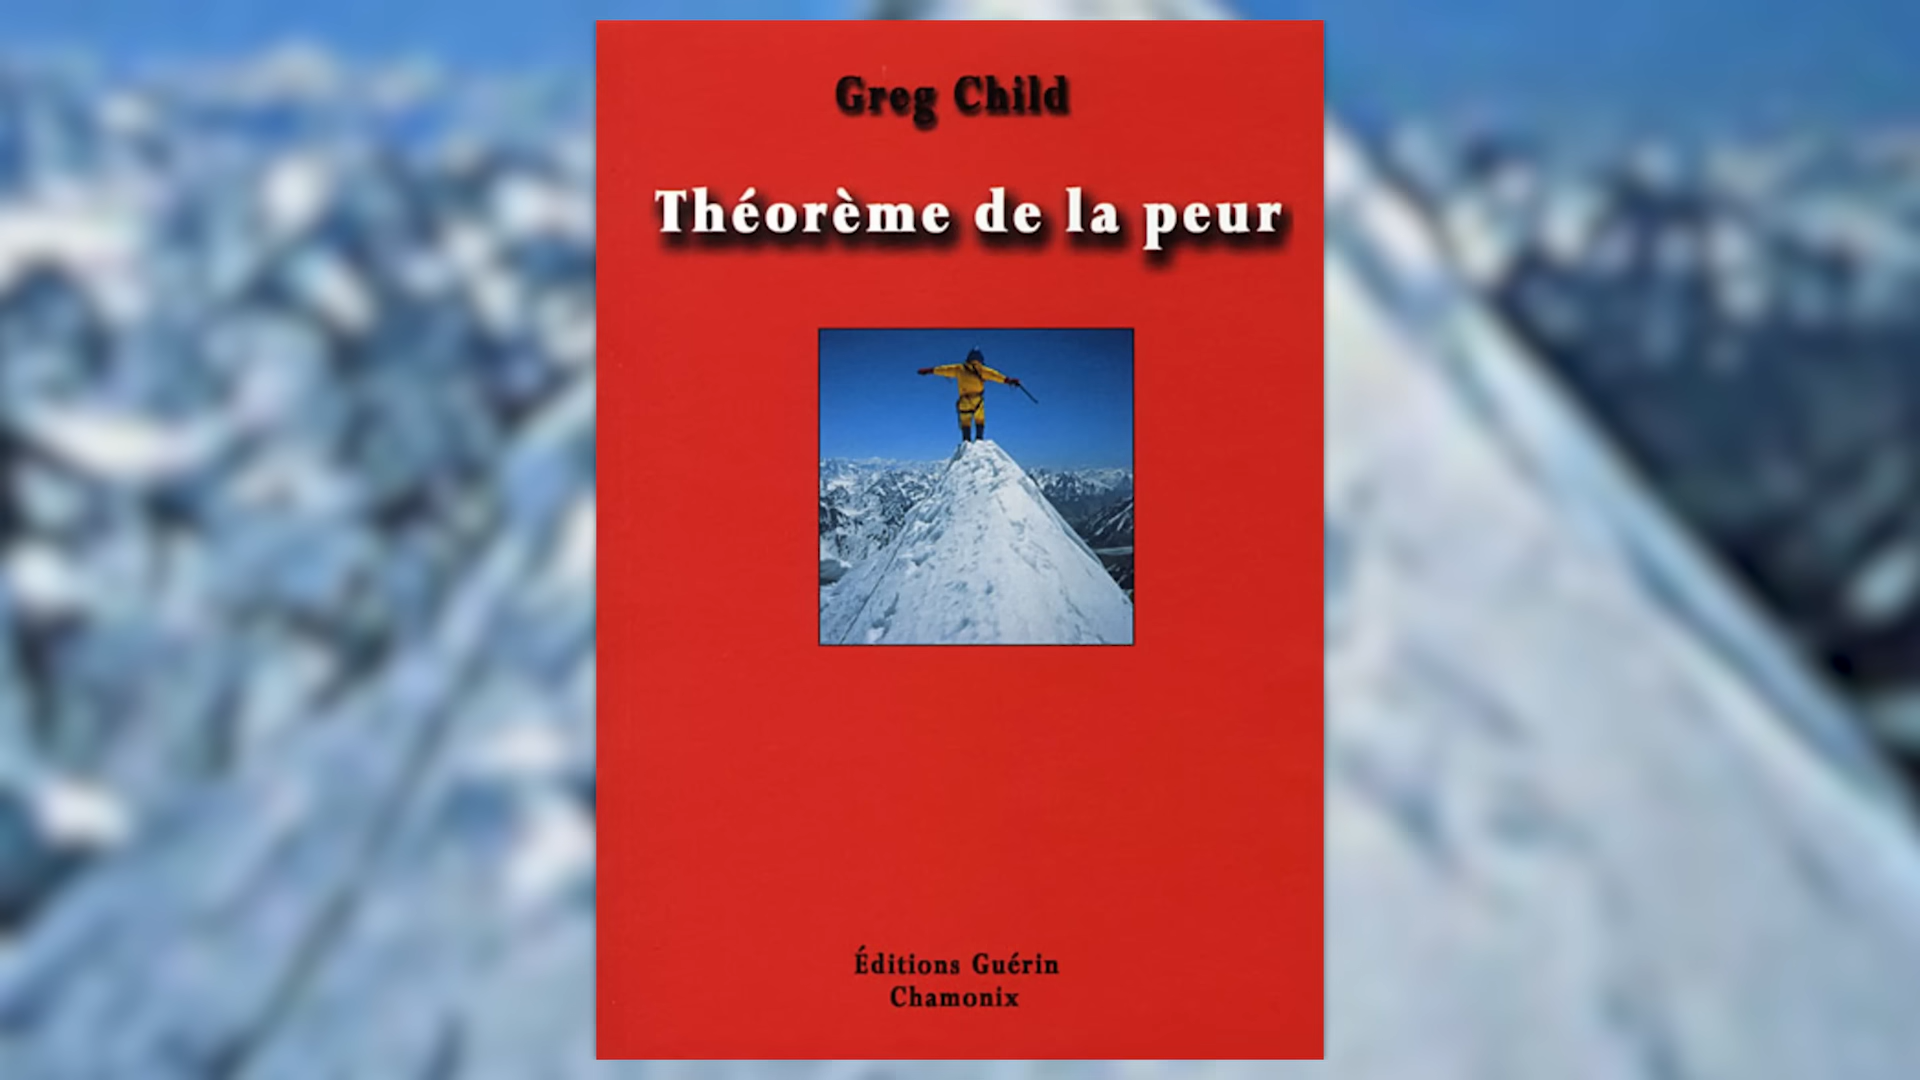 Greg Child
Théorème de la peur
Éditions Guérin
Chamonix